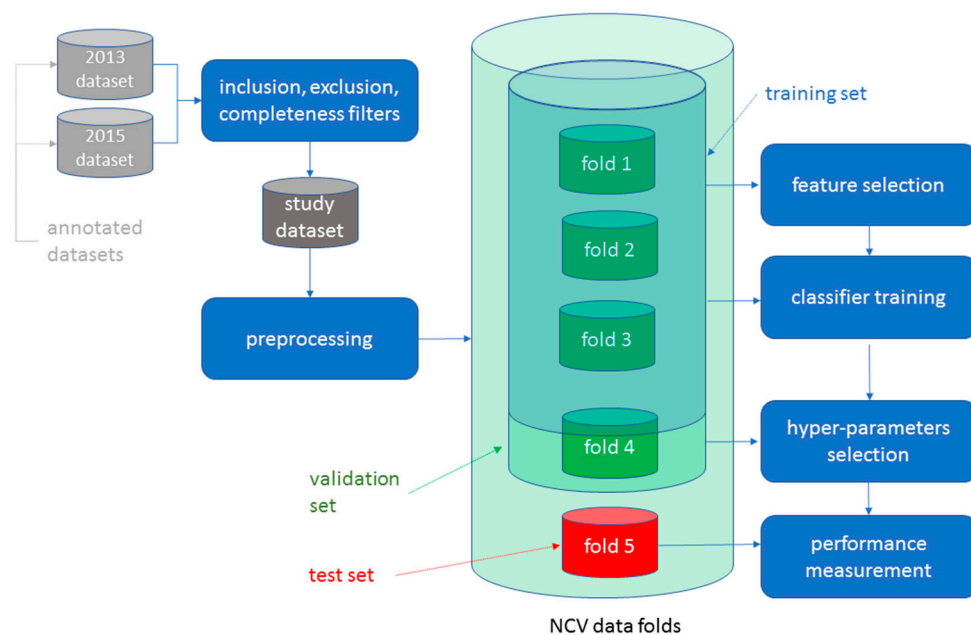 2013
dataset
2015
dataset
annotated
datasets
inclusion, exclusion,
completeness filters
study
dataset
preprocessing
training set
fold 1
fold 2
fold 3
fold 4
fold 5
validation
set
test set
feature selection
classifier training
hyper-parameters
selection
performance
measurement
NCV data folds